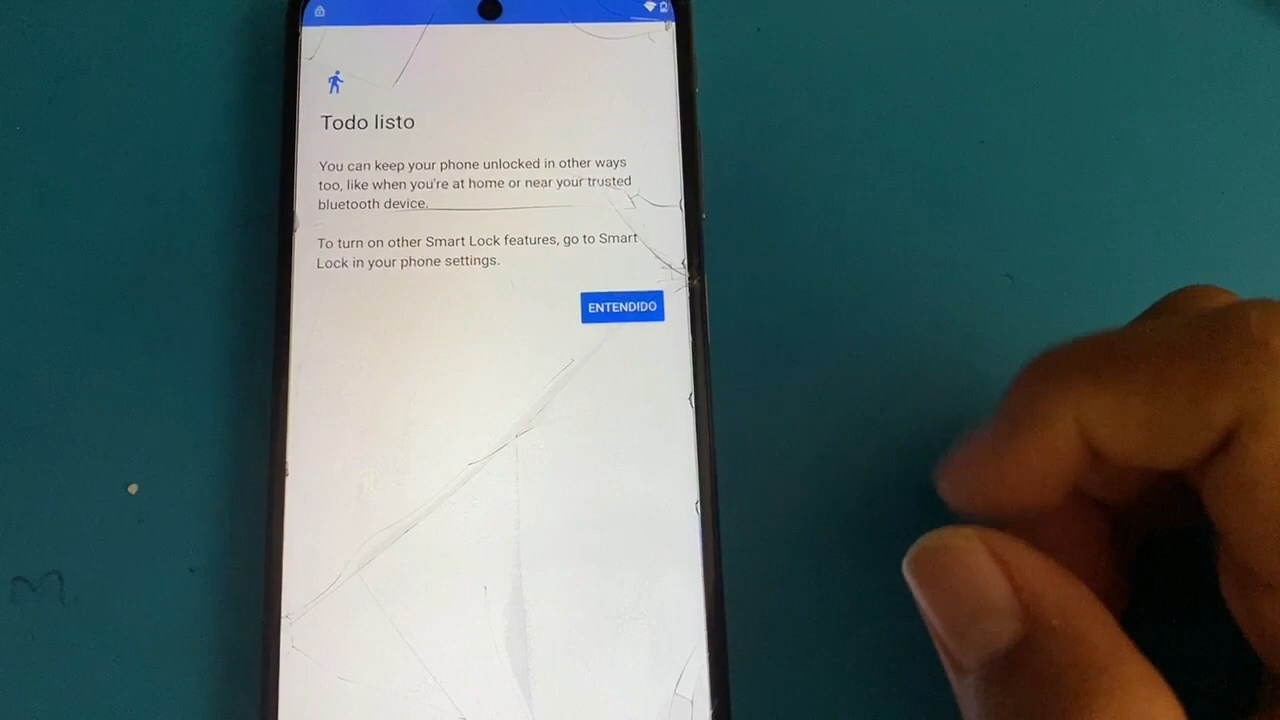 Todo listo
You can keep your phone unlocked in other ways
too, like when you're at home or near your trusted
bluetooth device.
To turn on other Smart Lock features, go to Smart
Lock in your phone settings.
ENTENDIDO
m